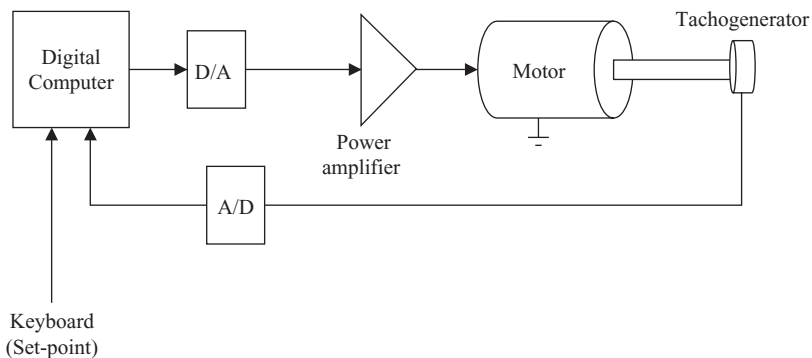 Tachogenerator
Digital
Computer
D/A
Motor
Power
amplifier
A/D
Keyboard
(Set-point)